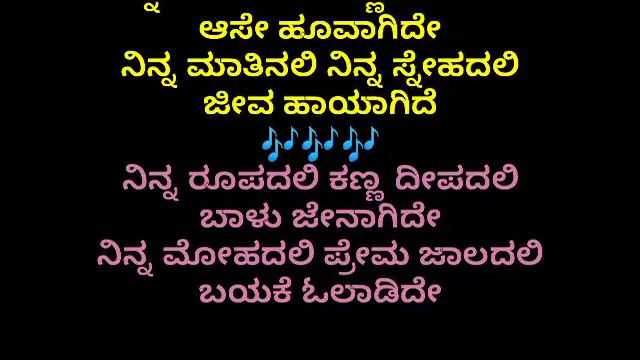 ಆಸೇ ಹೂವಾಗಿದೇ
ನಿನ್ನ ಮಾತಿನಲಿ ನಿನ್ನ ಸ್ನೇಹದಲಿ
ಜೀವ ಹಾಯಾಗಿದೆ
🎶🎶🎶
ನಿನ್ನ ರೂಪದಲಿ ಕಣ್ಣ ದೀಪದಲಿ
ಬಾಳು ಜೇನಾಗಿದೇ
ನಿನ್ನ ಮೋಹದಲಿ ಪ್ರೇಮ ಜಾಲದಲಿ
ಬಯಕೆ ಓಲಾಡಿದೇ